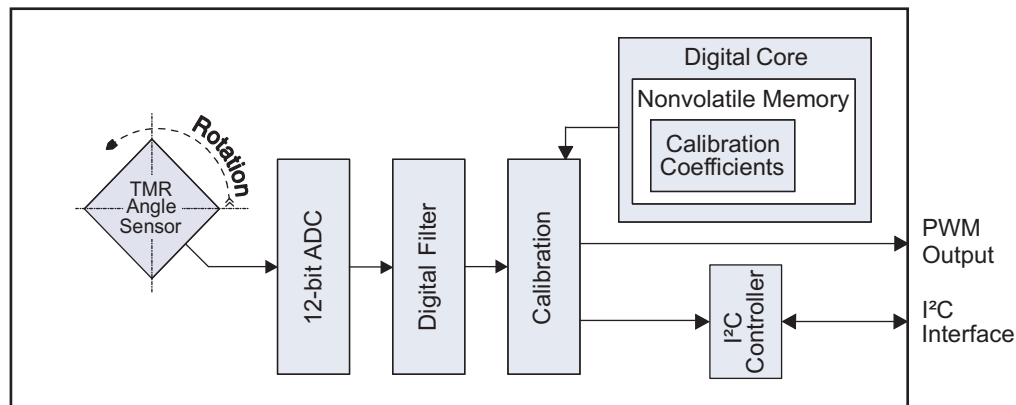 Digital Core
Nonvolatile Memory
Calibration
Coefficients
Rotation
TMR
Angle
Sensor
12-bit ADC
Digital Filter
Calibration
PWM
Output
I²C
Controller
I²C
Interface